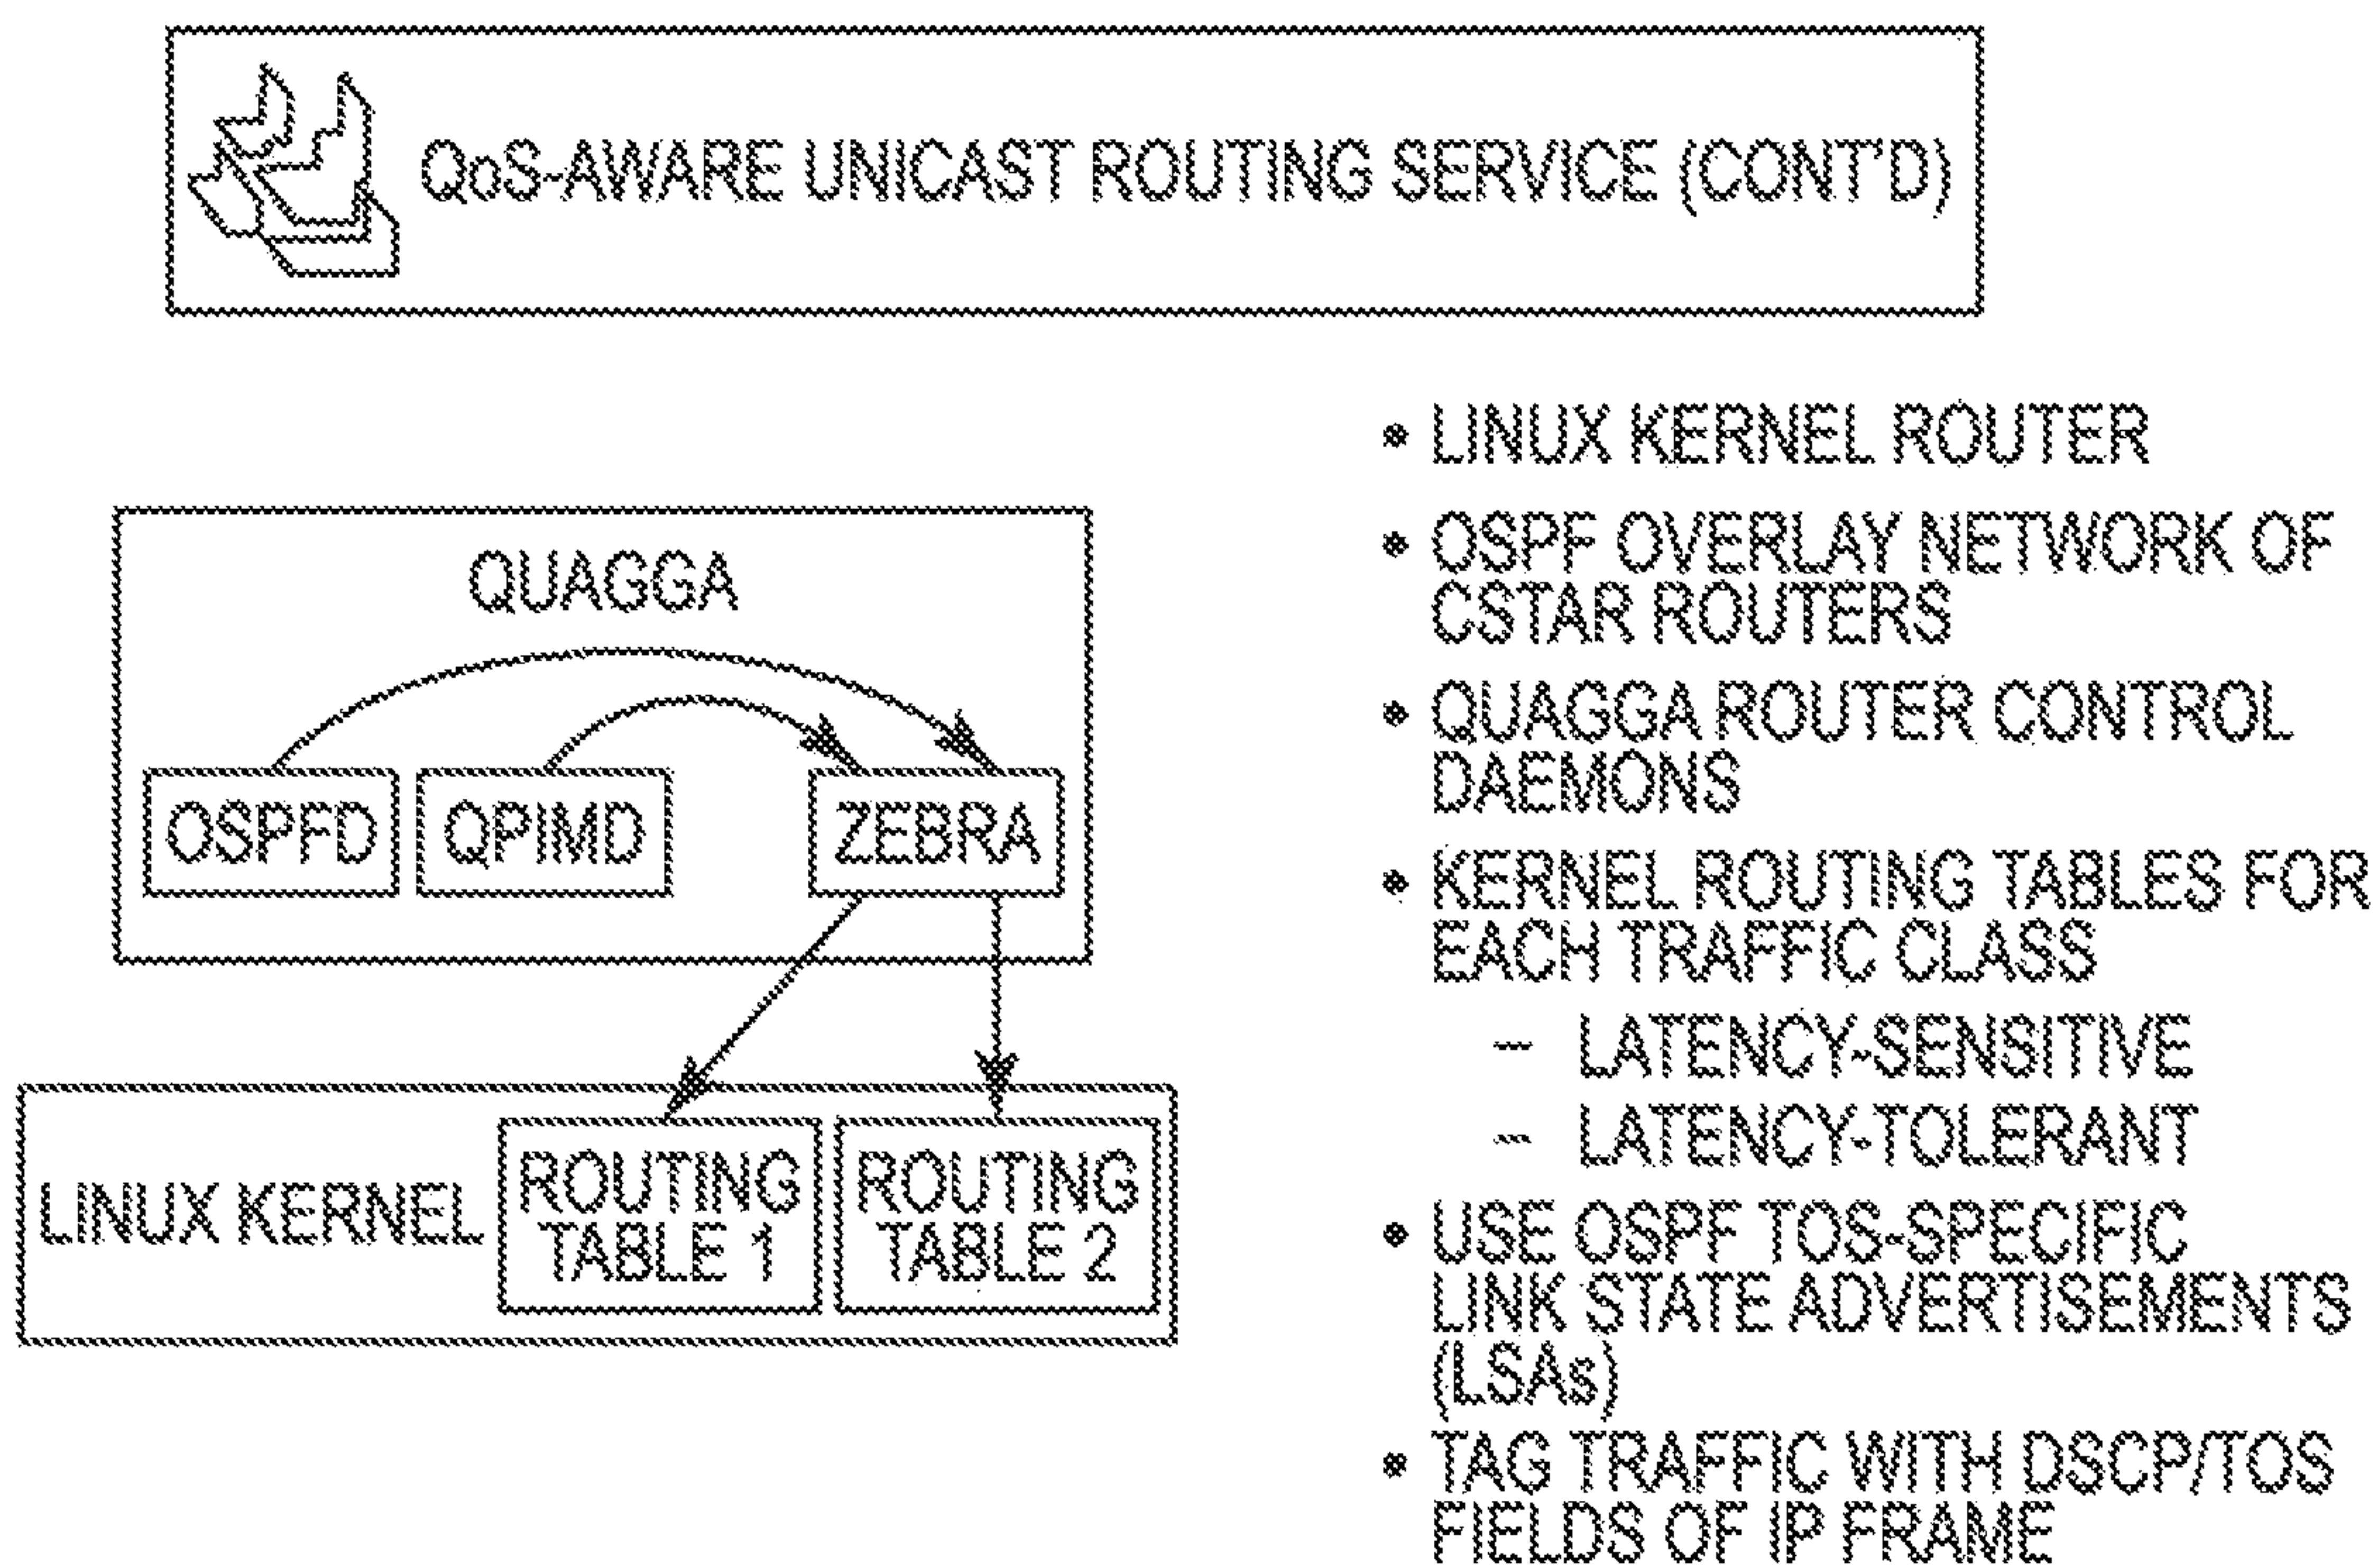 QoS-AWARE UNICAST ROUTING SERVICE (CONT'D)
QUAGGA
OSPFD
QPIMD
ZEBRA
LINUX KERNEL
ROUTING
TABLE 1
ROUTING
TABLE 2
• LINUX KERNEL ROUTER
• OSPF OVERLAY NETWORK OF
CSTAR ROUTERS
• QUAGGA ROUTER CONTROL
DAEMONS
• KERNEL ROUTING TABLES FOR
EACH TRAFFIC CLASS
– LATENCY-SENSITIVE
– LATENCY-TOLERANT
• USE OSPF TOS-SPECIFIC
LINK STATE ADVERTISEMENTS
(LSAs)
• TAG TRAFFIC WITH DSCP/TOS
FIELDS OF IP FRAME